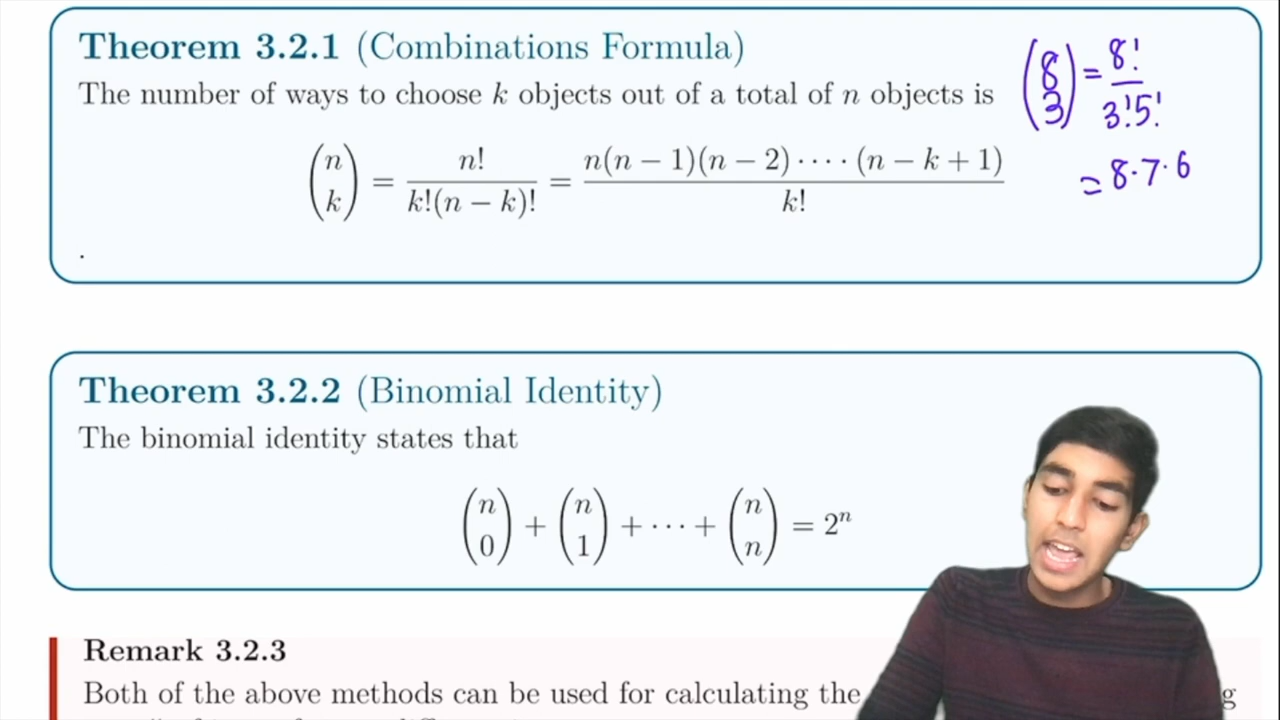 Theorem 3.2.1 (Combinations Formula)
The number of ways to choose k objects out of a total of n objects is
(n k) = n! / k!(n − k)! = n(n − 1)(n − 2) · · · · (n − k + 1) / k!
.
(8 3) = 8! / 3!5!
= 8·7·6
Theorem 3.2.2 (Binomial Identity)
The binomial identity states that
(n 0) + (n 1) + · · · + (n n) = 2ⁿ
Remark 3.2.3
Both of the above methods can be used for calculating the